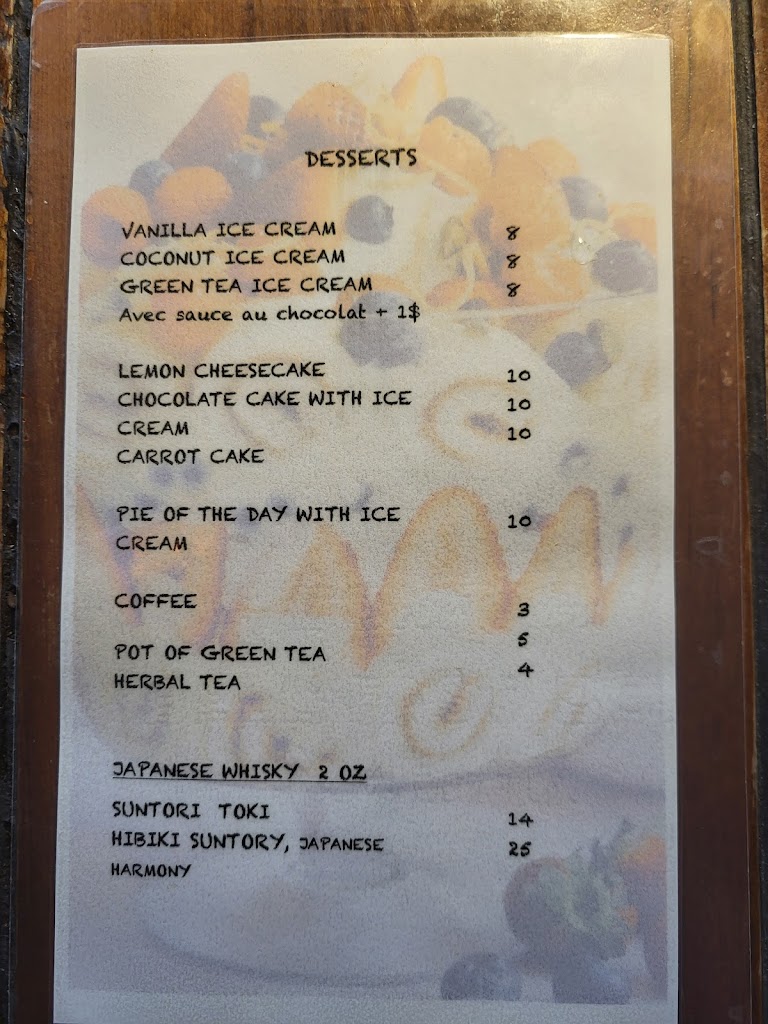 DESSERTS
VANILLA ICE CREAM 8
COCONUT ICE CREAM 8
GREEN TEA ICE CREAM 8
Avec sauce au chocolat + 1$
LEMON CHEESECAKE 10
CHOCOLATE CAKE WITH ICE 10
CREAM 10
CARROT CAKE
PIE OF THE DAY WITH ICE 10
CREAM
COFFEE 3
5
POT OF GREEN TEA
HERBAL TEA 4
JAPANESE WHISKY 2 OZ
SUNTORI TOKI 14
HIBIKI SUNTORY, JAPANESE 25
HARMONY